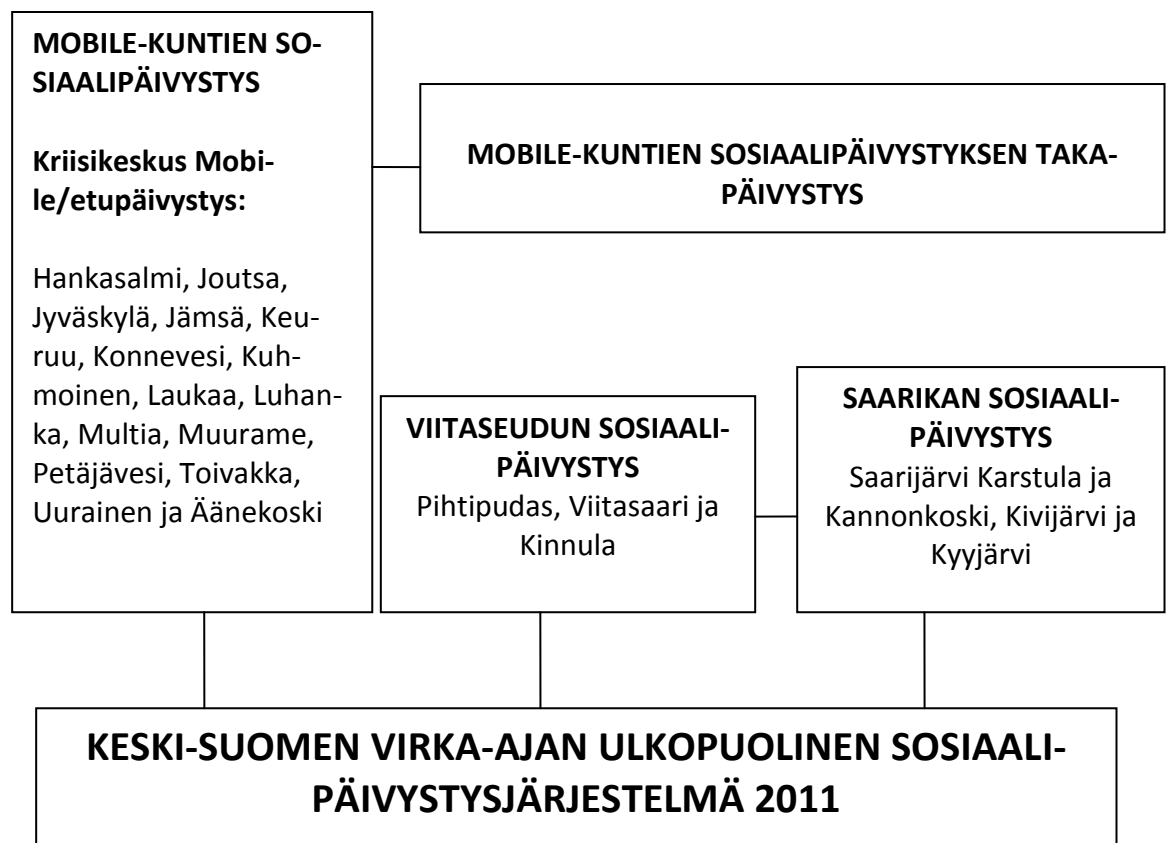 MOBILE-KUNTIEN SO-
SIAALIPÄIVYSTYS
Kriisikeskus Mobi-
le/etupäivystys:
Hankasalmi, Joutsa,
Jyväskylä, Jämsä, Keu-
ruu, Konnevesi, Kuh-
moinen, Laukaa, Luhan-
ka, Multia, Muurame,
Petäjävesi, Toivakka,
Uurainen ja Äänekoski
MOBILE-KUNTIEN SOSIAALIPÄIVYSTYKSEN TAKA-
PÄIVYSTYS
VIITASEUDUN SOSIAALI-
PÄIVYSTYS
Pihtipudas, Viitasaari ja
Kinnula
SAARIKAN SOSIAALI-
PÄIVYSTYS
Saarijärvi Karstula ja
Kannonkoski, Kivijärvi ja
Kyyjärvi
KESKI-SUOMEN VIRKA-AJAN ULKOPUOLINEN SOSIAALI-
PÄIVYSTYSJÄRJESTELMÄ 2011